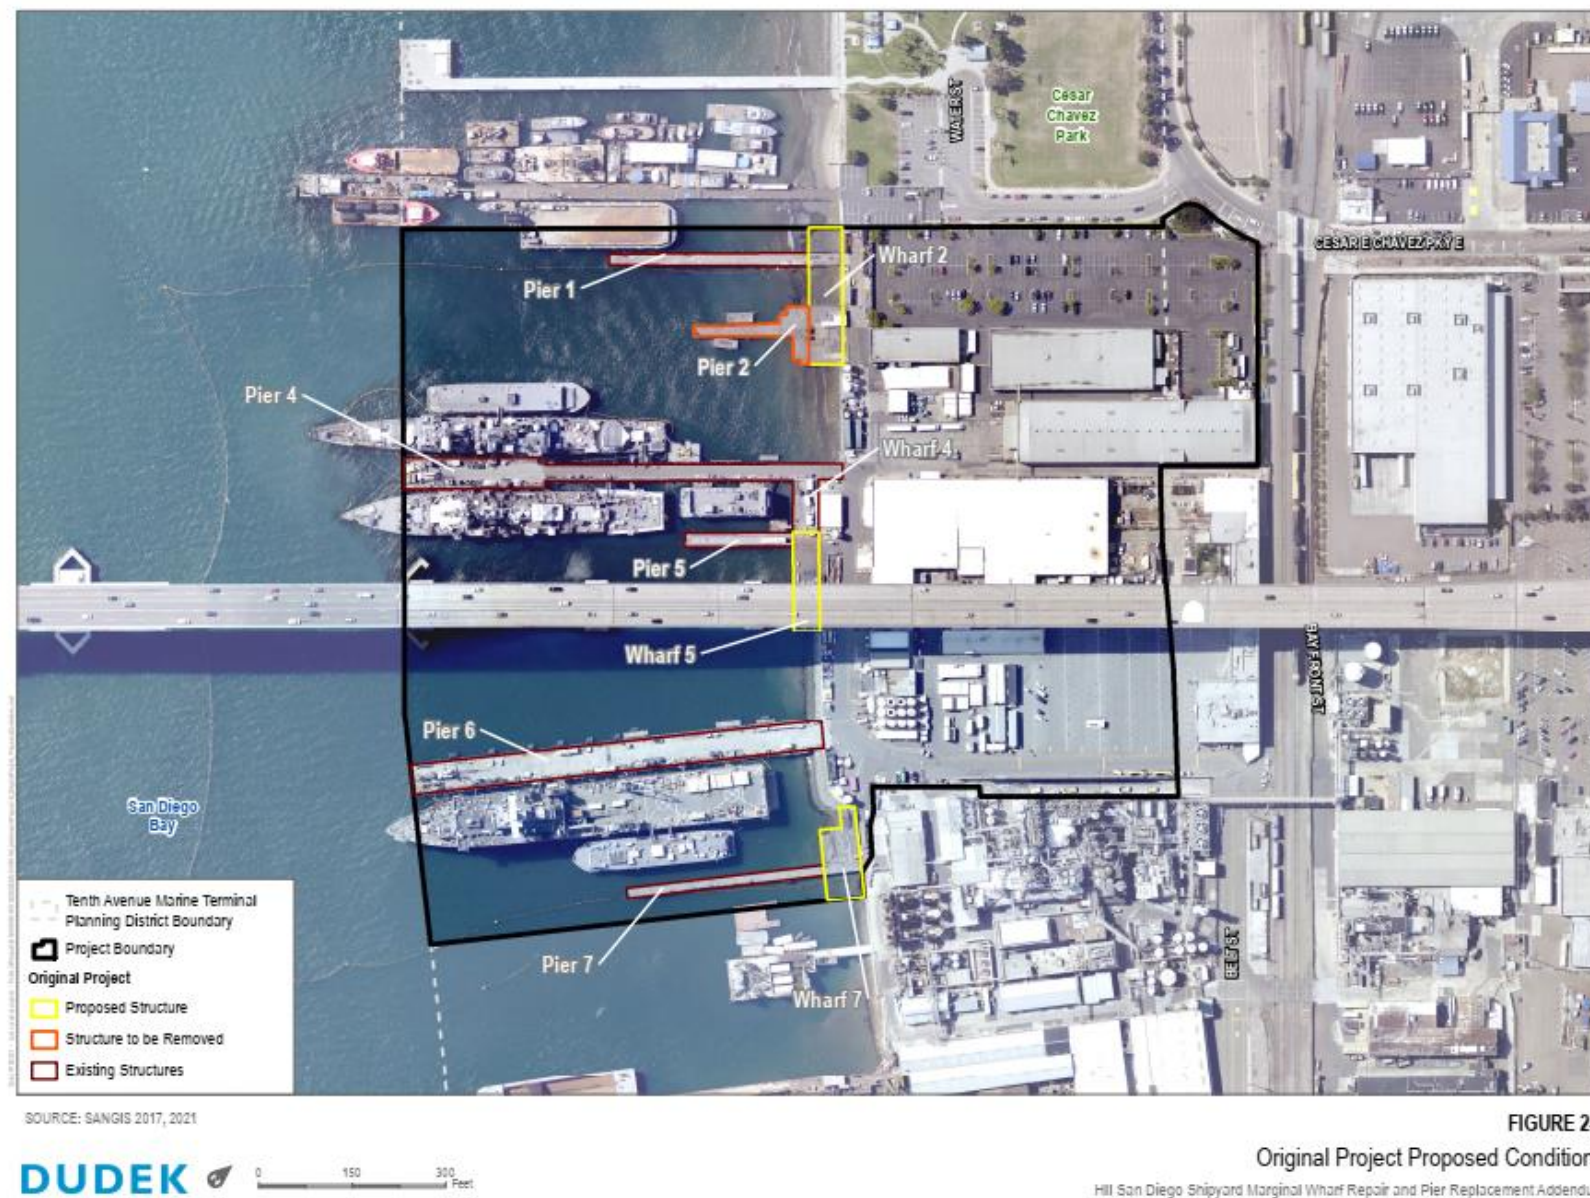 WATER ST
Cesar
Chavez
Park
CESAR E CHAVEZ PKY E
Wharf 2
Pier 1
Pier 2
Pier 4
Wharf 4
Pier 5
Wharf 5
BAY FRONT ST
Pier 6
San Diego
Bay
Pier 7
Wharf 7
BELT ST
Tenth Avenue Marine Terminal
Planning District Boundary
Project Boundary
Original Project
Proposed Structure
Structure to be Removed
Existing Structures
SOURCE: SANGIS 2017, 2021
FIGURE 2
Original Project Proposed Condition
DUDEK
0 150 300
Feet
HII San Diego Shipyard Marginal Wharf Repair and Pier Replacement Addendu